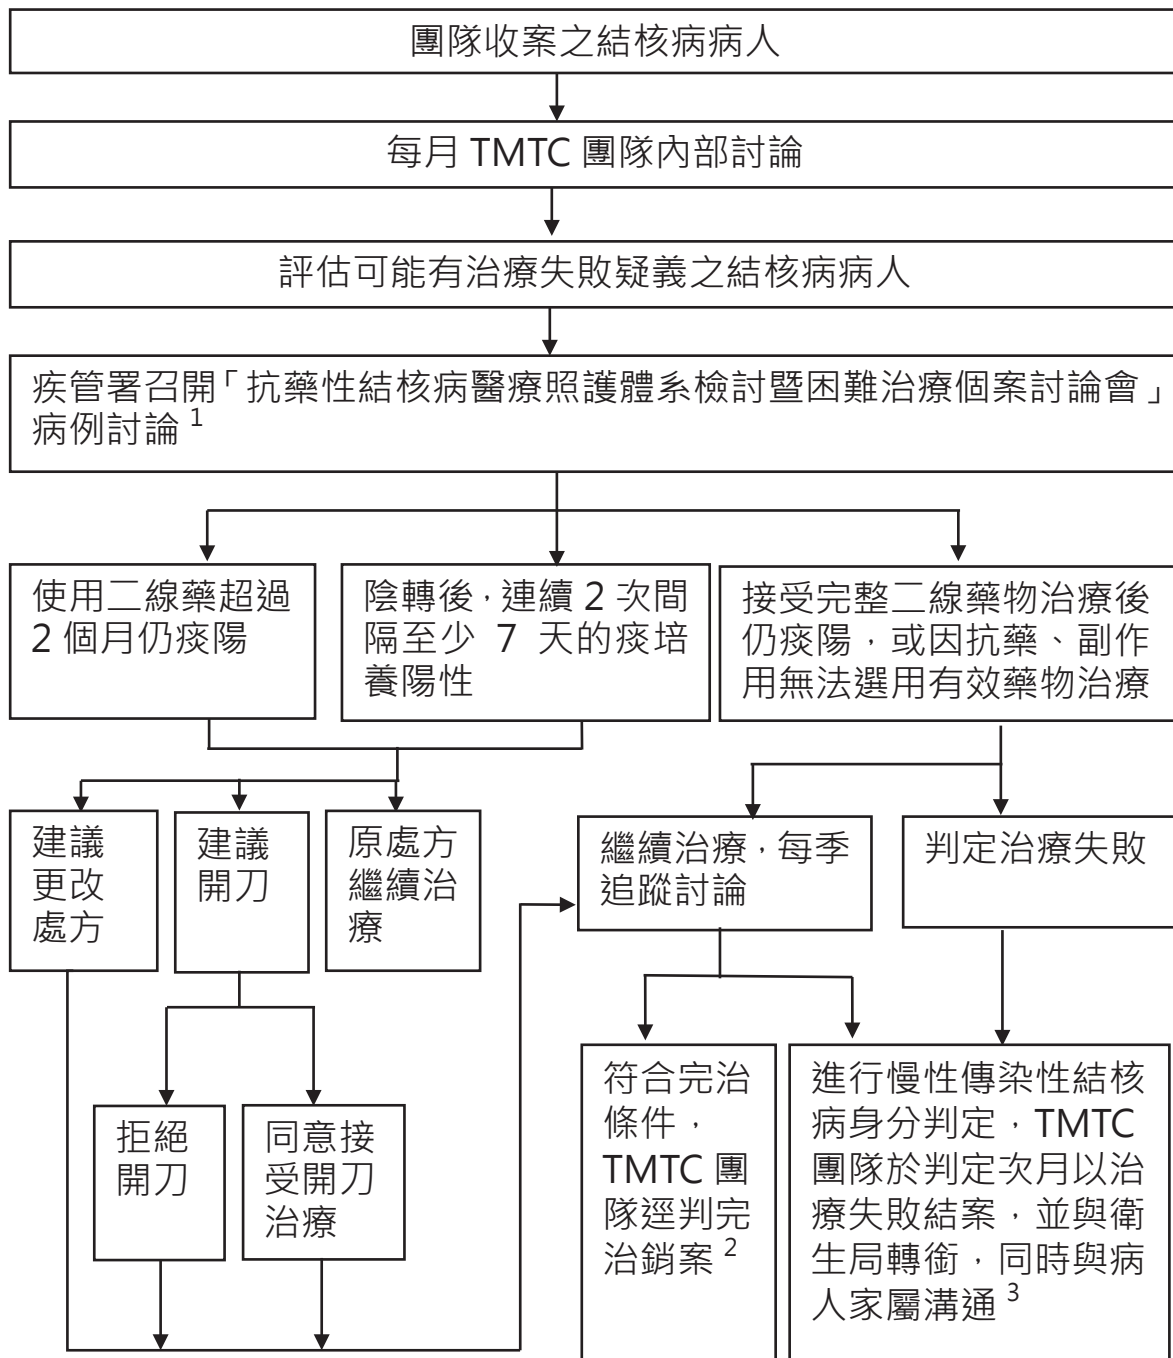 團隊收案之結核病病人
每月 TMTC 團隊內部討論
評估可能有治療失敗疑義之結核病病人
疾管署召開「抗藥性結核病醫療照護體系檢討暨困難治療個案討論會」
病例討論 1
使用二線藥超過
2 個月仍痰陽
陰轉後，連續 2 次間
隔至少 7 天的痰培
養陽性
接受完整二線藥物治療後
仍痰陽，或因抗藥、副作
用無法選用有效藥物治療
建議
更改
處方
建議
開刀
原處方
繼續治
療
繼續治療，每季
追蹤討論
判定治療失敗
拒絕
開刀
同意接
受開刀
治療
符合完治
條件，
TMTC 團
隊逕判完
治銷案 2
進行慢性傳染性結核
病身分判定，TMTC
團隊於判定次月以治
療失敗結案，並與衛
生局轉銜，同時與病
人家屬溝通 3